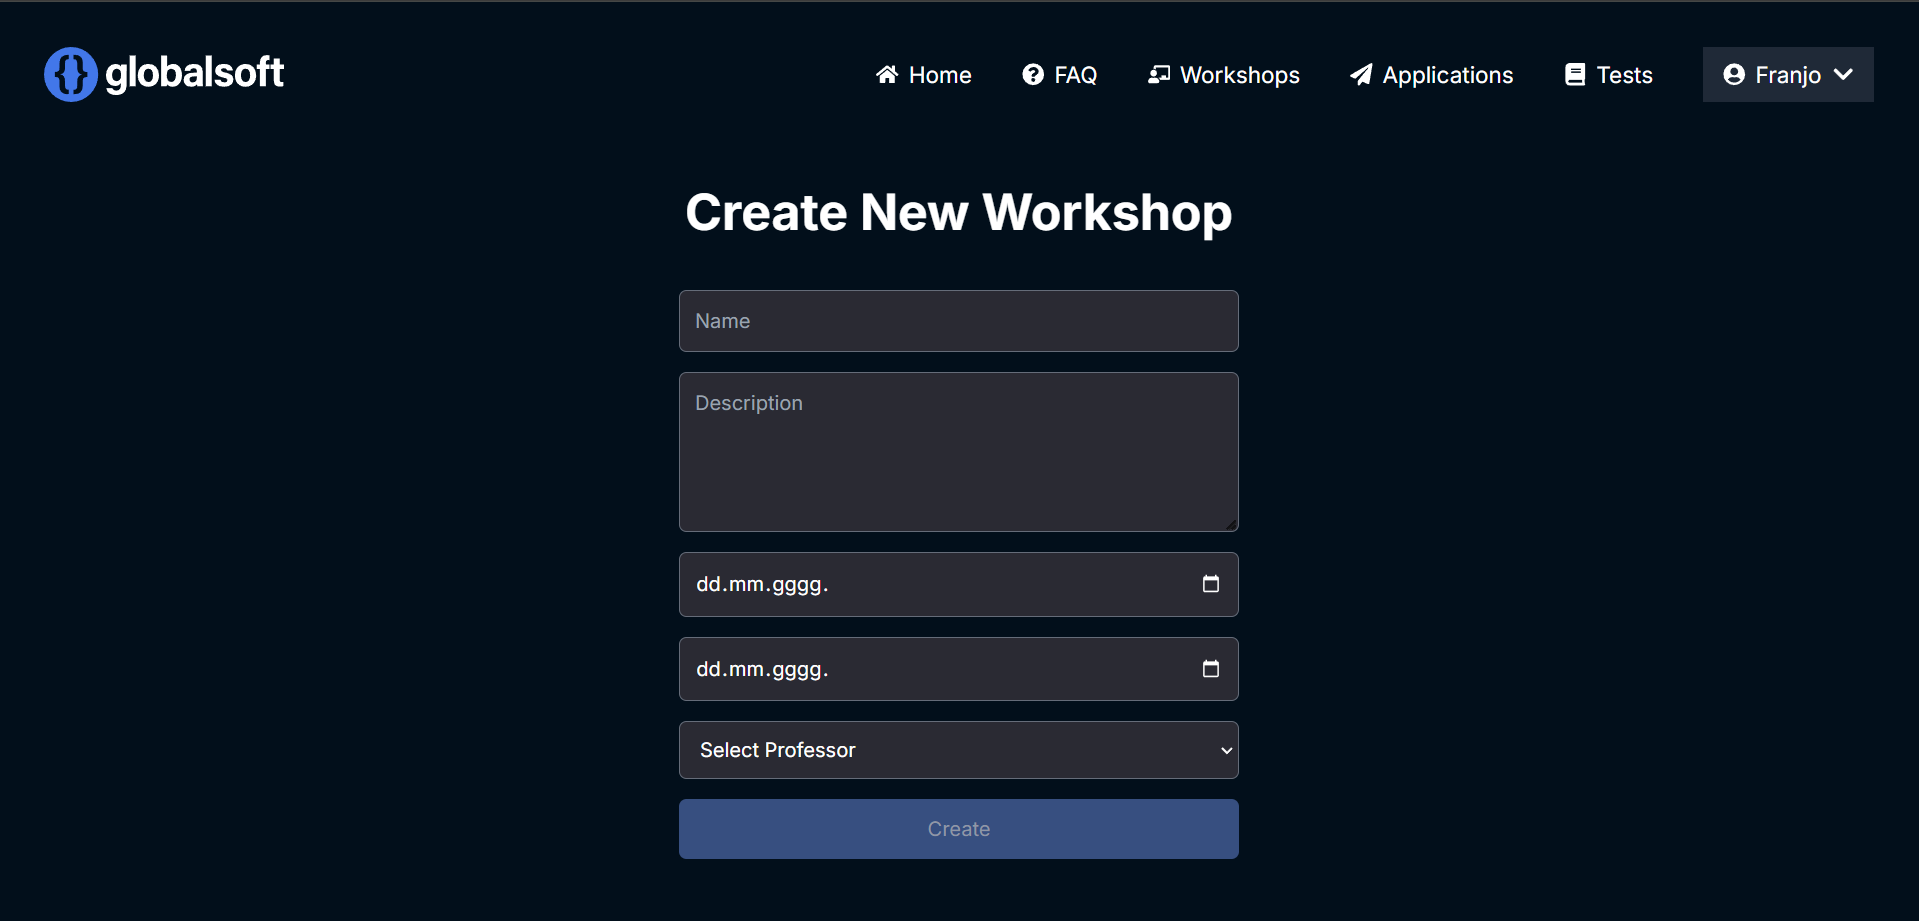 {} globalsoft
Home FAQ Workshops Applications Tests Franjo
Create New Workshop
Name
Description
dd.mm.gggg.
dd.mm.gggg.
Select Professor
Create